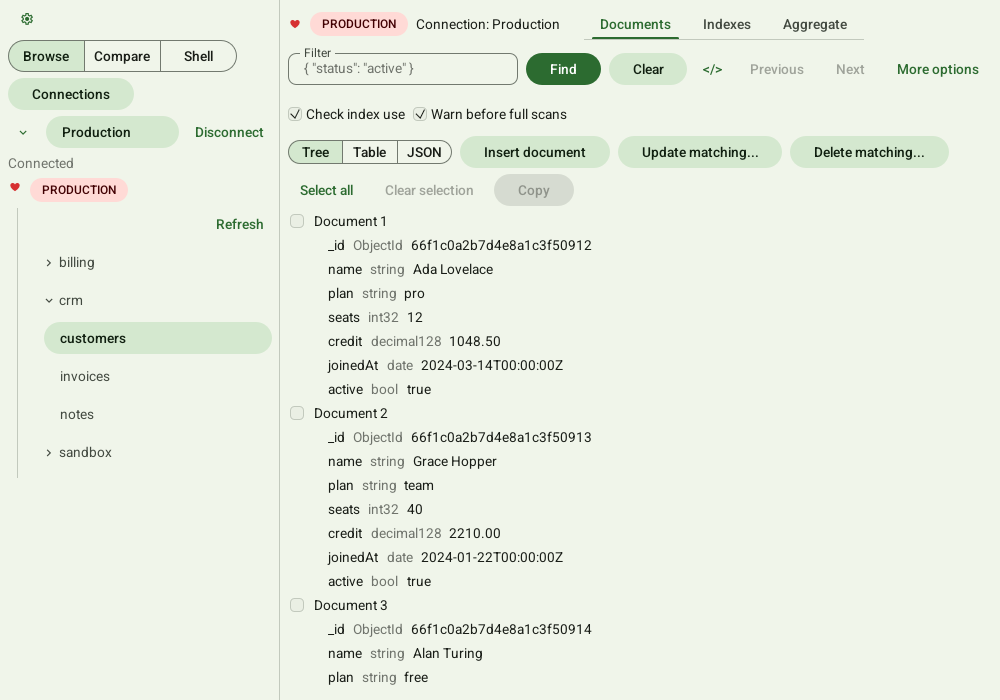 Browse Compare Shell
Connections
Production Disconnect
Connected
PRODUCTION
Refresh
billing
crm
customers
invoices
notes
sandbox
PRODUCTION Connection: Production Documents Indexes Aggregate
Filter
{ "status": "active" } Find Clear </> Previous Next More options
Check index use Warn before full scans
Tree Table JSON Insert document Update matching... Delete matching...
Select all Clear selection Copy
Document 1
_id ObjectId 66f1c0a2b7d4e8a1c3f50912
name string Ada Lovelace
plan string pro
seats int32 12
credit decimal128 1048.50
joinedAt date 2024-03-14T00:00:00Z
active bool true
Document 2
_id ObjectId 66f1c0a2b7d4e8a1c3f50913
name string Grace Hopper
plan string team
seats int32 40
credit decimal128 2210.00
joinedAt date 2024-01-22T00:00:00Z
active bool true
Document 3
_id ObjectId 66f1c0a2b7d4e8a1c3f50914
name string Alan Turing
plan string free